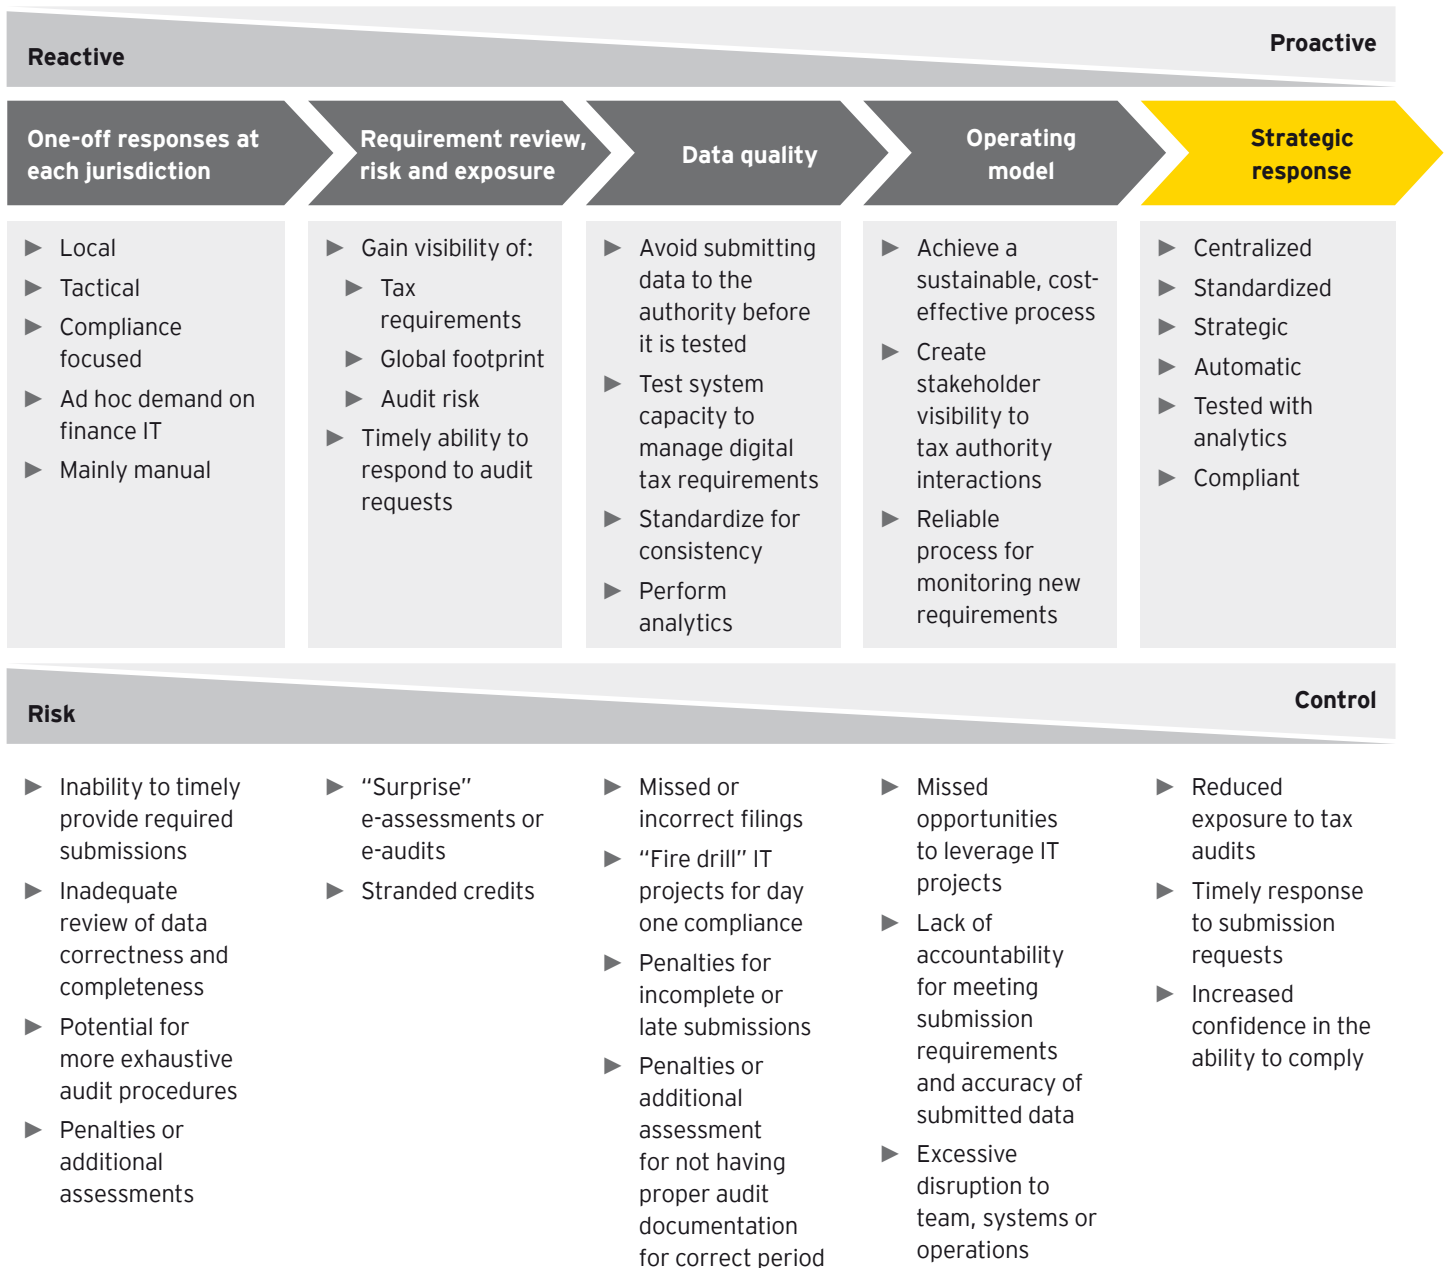 Reactive
Proactive
One-off responses at
each jurisdiction
Requirement review,
risk and exposure
Data quality
Operating
model
Strategic
response
► Local
► Tactical
► Compliance
focused
► Ad hoc demand on
finance IT
► Mainly manual
► Gain visibility of:
► Tax
requirements
► Global footprint
► Audit risk
► Timely ability to
respond to audit
requests
► Avoid submitting
data to the
authority before
it is tested
► Test system
capacity to
manage digital
tax requirements
► Standardize for
consistency
► Perform
analytics
► Achieve a
sustainable, cost-
effective process
► Create
stakeholder
visibility to
tax authority
interactions
► Reliable
process for
monitoring new
requirements
► Centralized
► Standardized
► Strategic
► Automatic
► Tested with
analytics
► Compliant
Risk
Control
► Inability to timely
provide required
submissions
► Inadequate
review of data
correctness and
completeness
► Potential for
more exhaustive
audit procedures
► Penalties or
additional
assessments
► “Surprise”
e-assessments or
e-audits
► Stranded credits
► Missed or
incorrect filings
► “Fire drill” IT
projects for day
one compliance
► Penalties for
incomplete or
late submissions
► Penalties or
additional
assessment
for not having
proper audit
documentation
for correct period
► Missed
opportunities
to leverage IT
projects
► Lack of
accountability
for meeting
submission
requirements
and accuracy of
submitted data
► Excessive
disruption to
team, systems or
operations
► Reduced
exposure to tax
audits
► Timely response
to submission
requests
► Increased
confidence in the
ability to comply